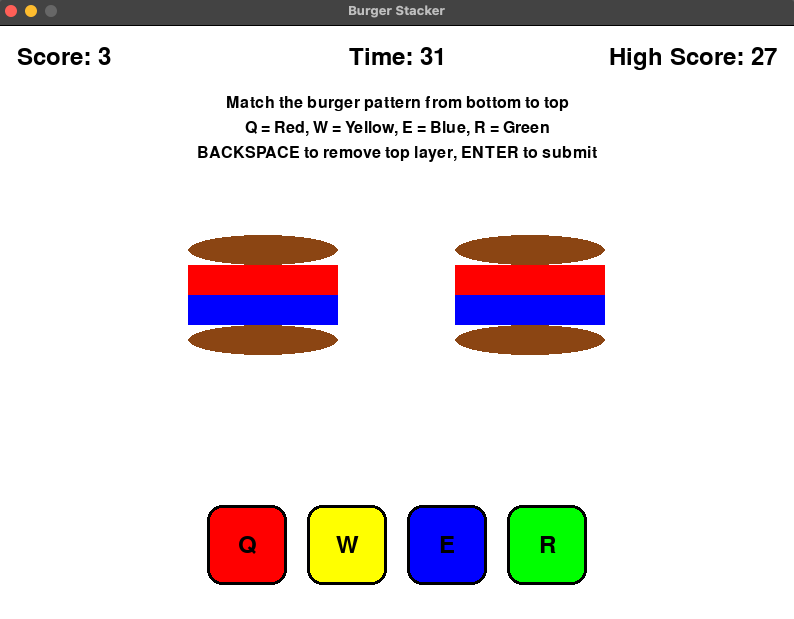 Burger Stacker
Score: 3
Time: 31
High Score: 27
Match the burger pattern from bottom to top
Q = Red, W = Yellow, E = Blue, R = Green
BACKSPACE to remove top layer, ENTER to submit
Q
W
E
R